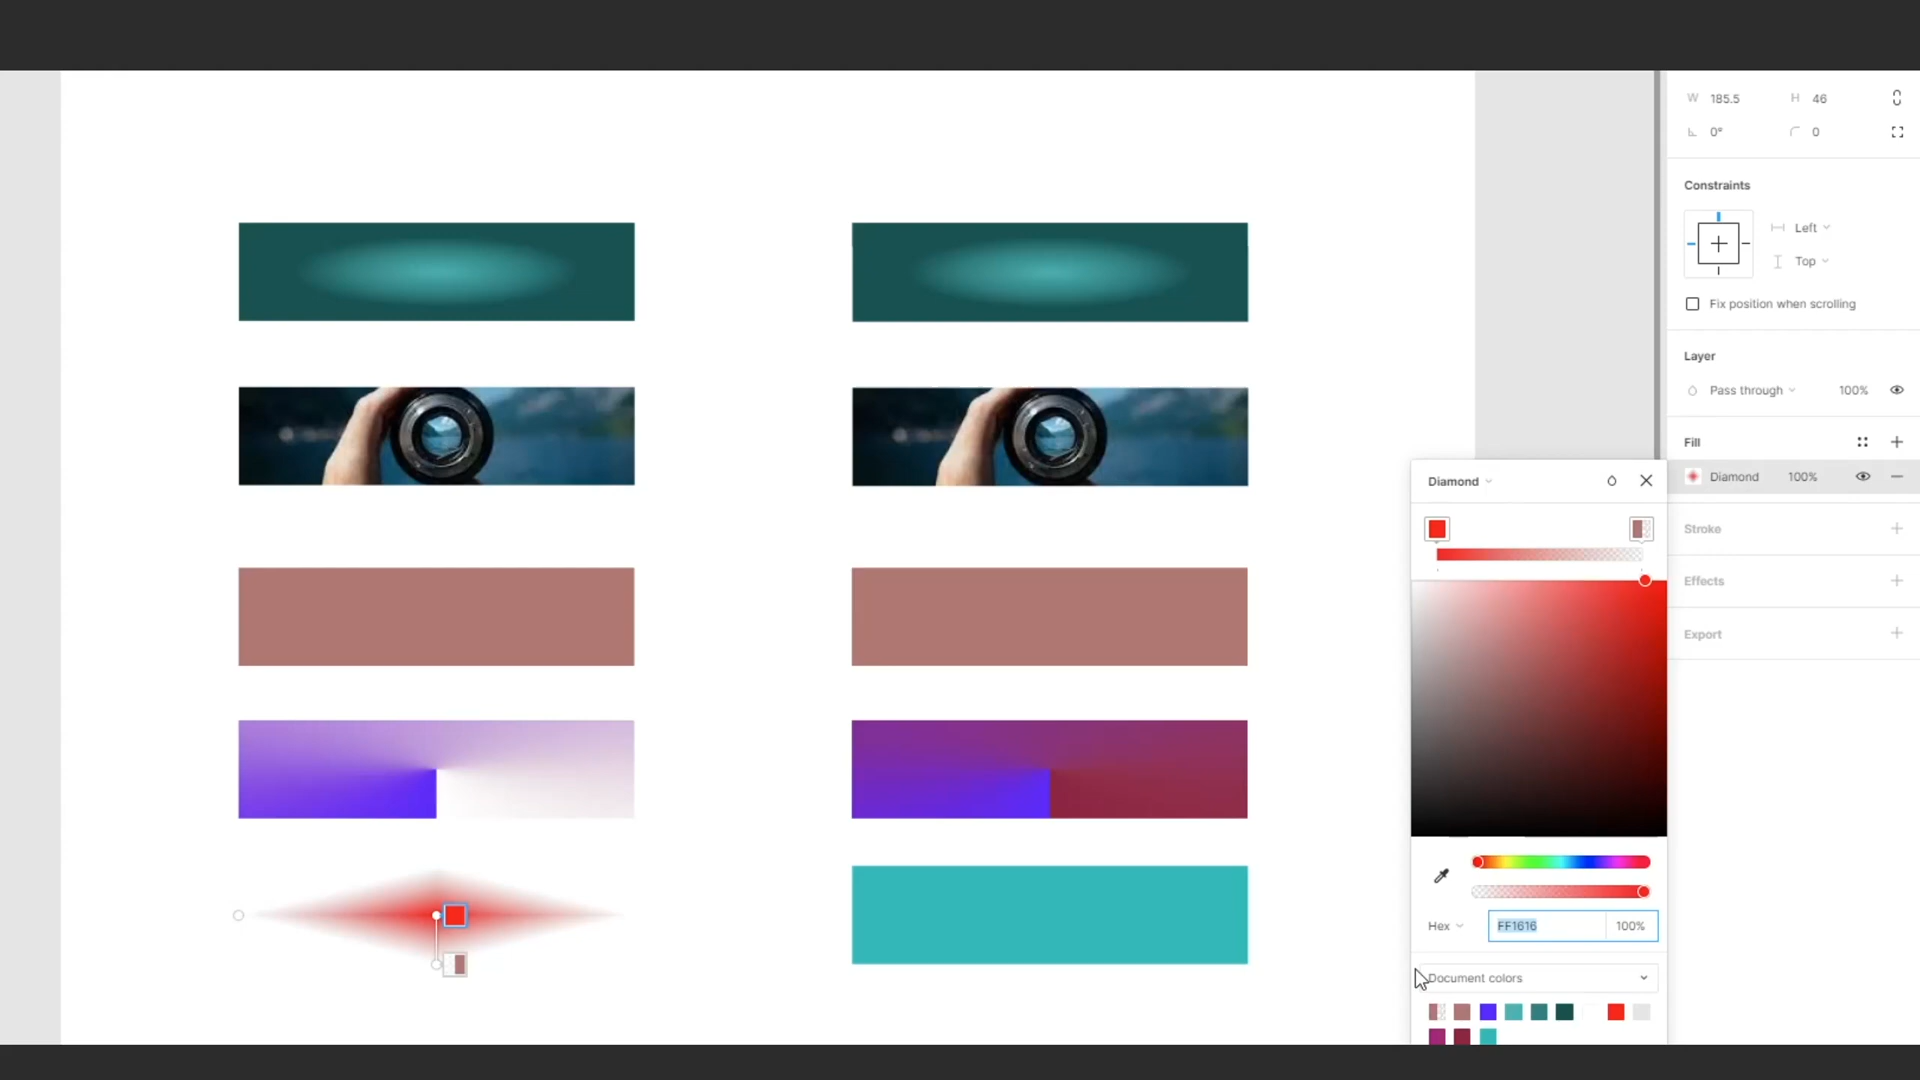 W 185.5 H 46
0° 0
Constraints
Left
Top
Fix position when scrolling
Layer
Pass through 100%
Fill
Diamond 100%
Stroke
Effects
Export
Diamond
Hex FF1616 100%
Document colors